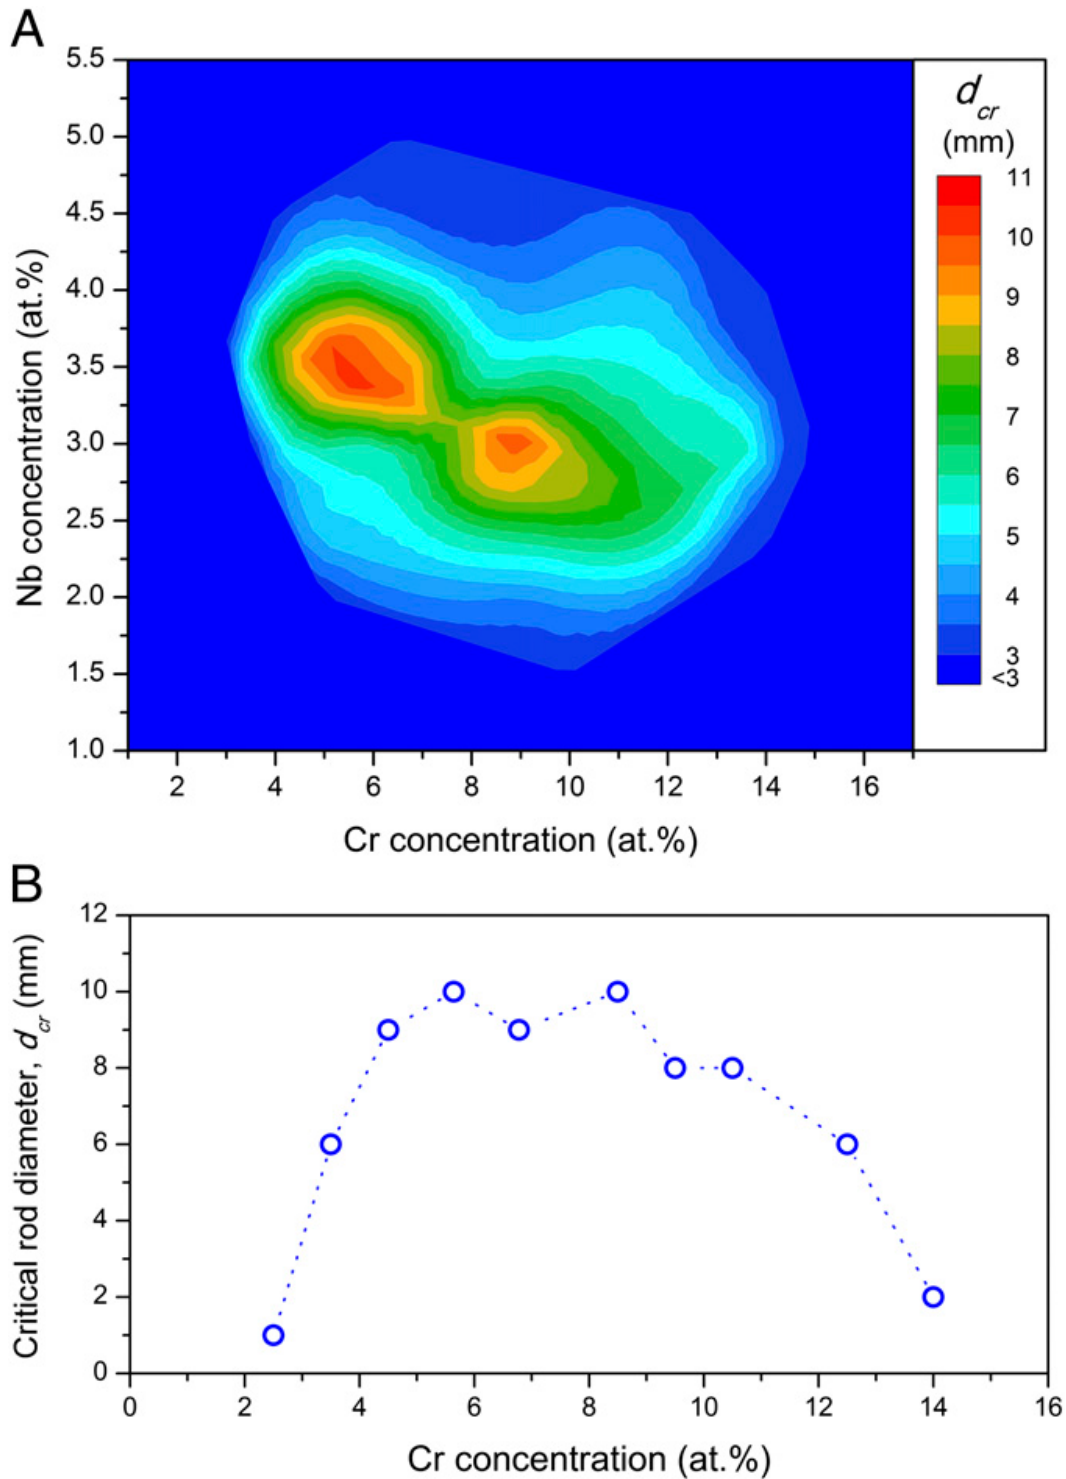 A
5.5
5.0
4.5
4.0
3.5
3.0
2.5
2.0
1.5
1.0
Nb concentration (at.%)
2 4 6 8 10 12 14 16
Cr concentration (at.%)
dcr
(mm)
11
10
9
8
7
6
5
4
3
<3
B
12
10
8
6
4
2
0
Critical rod diameter, dcr (mm)
0 2 4 6 8 10 12 14 16
Cr concentration (at.%)